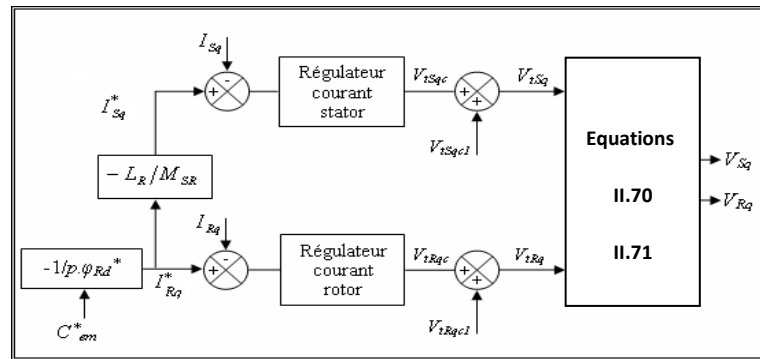 I_Sq
I*_Sq
+
-
Régulateur
courant
stator
V_tSqc
+
+
V_tSqc1
V_tSq
− L_R/M_SR
I_Rq
-1/p.φ_Rd*
I*_Rq
+
-
Régulateur
courant
rotor
V_tRqc
+
+
V_tRqc1
V_tRq
C*_em
Equations
II.70
II.71
V_Sq
V_Rq